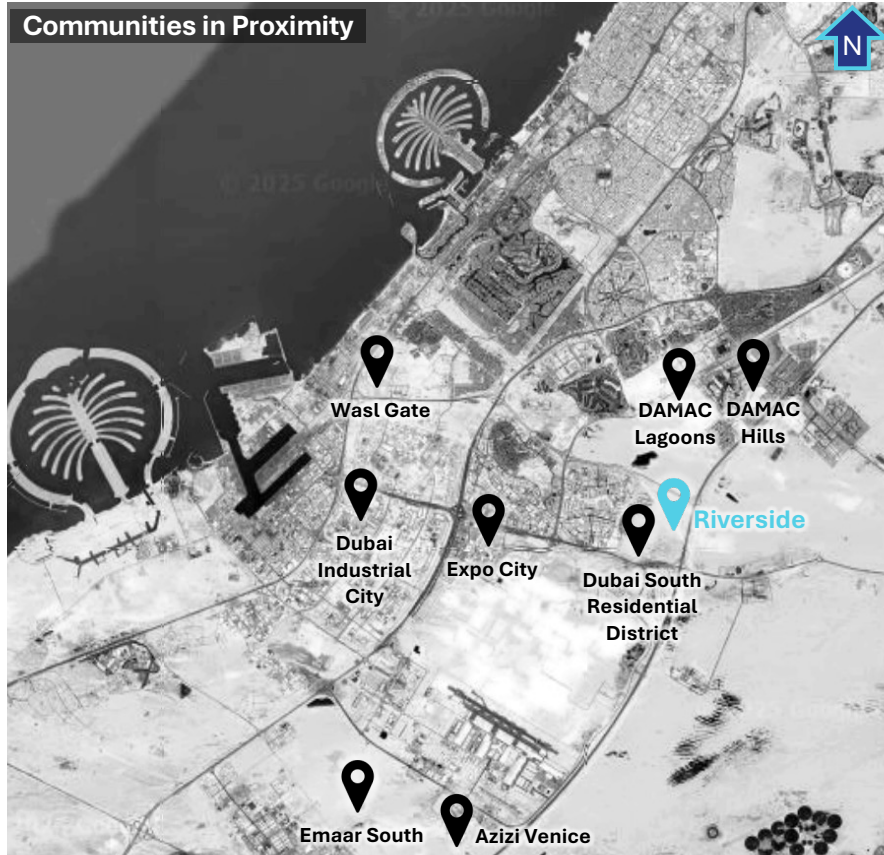 © 2025 Google
Communities in Proximity
N
© 2025 Google
Wasl Gate
DAMAC
Lagoons
DAMAC
Hills
Riverside
Dubai
Industrial
City
Expo City
Dubai South
Residential
District
Emaar South
Azizi Venice